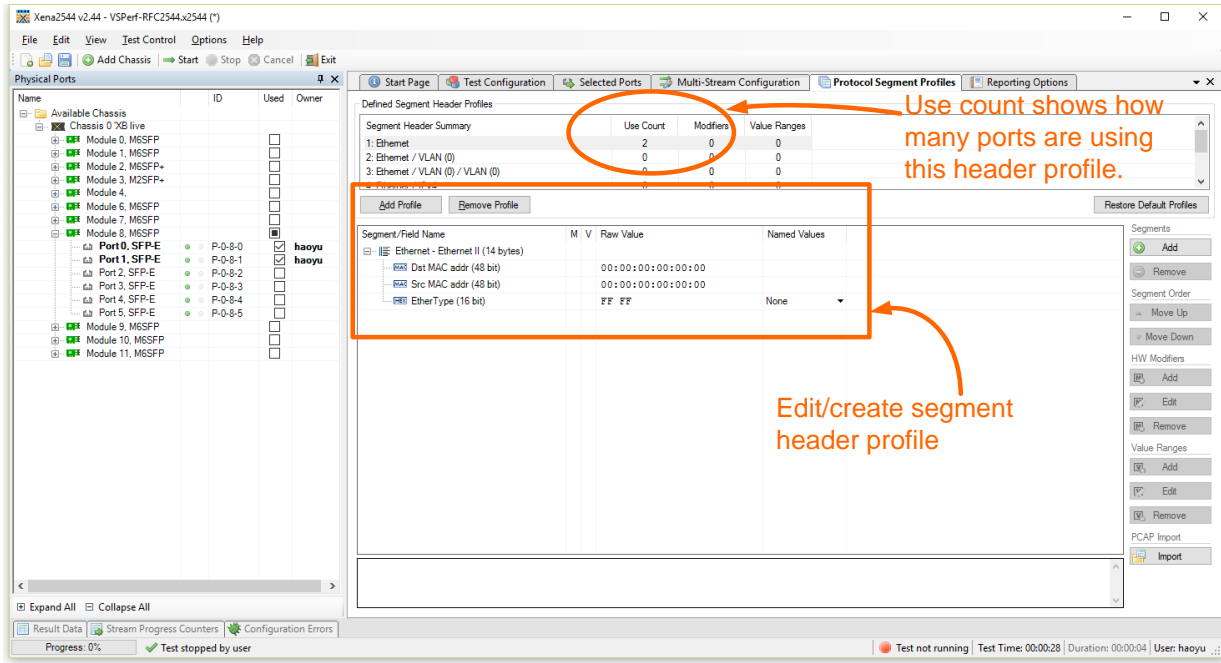 Xena2544 v2.44 - VSPerf-RFC2544.x2544 (*)
File Edit View Test Control Options Help
Add Chassis Start Stop Cancel Exit
Physical Ports
Name ID Used Owner
Available Chassis
Chassis 0 'XB live
Module 0, M6SFP
Module 1, M6SFP
Module 2, M6SFP+
Module 3, M2SFP+
Module 4,
Module 6, M6SFP
Module 7, M6SFP
Module 8, M6SFP
Port 0, SFP-E P-0-8-0 haoyu
Port 1, SFP-E P-0-8-1 haoyu
Port 2, SFP-E P-0-8-2
Port 3, SFP-E P-0-8-3
Port 4, SFP-E P-0-8-4
Port 5, SFP-E P-0-8-5
Module 9, M6SFP
Module 10, M6SFP
Module 11, M6SFP
Expand All Collapse All
Start Page Test Configuration Selected Ports Multi-Stream Configuration Protocol Segment Profiles Reporting Options
Defined Segment Header Profiles
Segment Header Summary Use Count Modifiers Value Ranges
1: Ethernet 2 0 0
2: Ethernet / VLAN (0) 0 0 0
3: Ethernet / VLAN (0) / VLAN (0) 0 0 0
Use count shows how
many ports are using
this header profile.
Add Profile Remove Profile Restore Default Profiles
Segment/Field Name M V Raw Value Named Values
Ethernet - Ethernet II (14 bytes)
MAC Dst MAC addr (48 bit) 00:00:00:00:00:00
MAC Src MAC addr (48 bit) 00:00:00:00:00:00
HEX EtherType (16 bit) FF FF None
Edit/create segment
header profile
Segments
Add
Remove
Segment Order
Move Up
Move Down
HW Modifiers
Add
Edit
Remove
Value Ranges
Add
Edit
Remove
PCAP Import
Import
Result Data Stream Progress Counters Configuration Errors
Progress: 0% Test stopped by user Test not running Test Time: 00:00:28 Duration: 00:00:04 User: haoyu